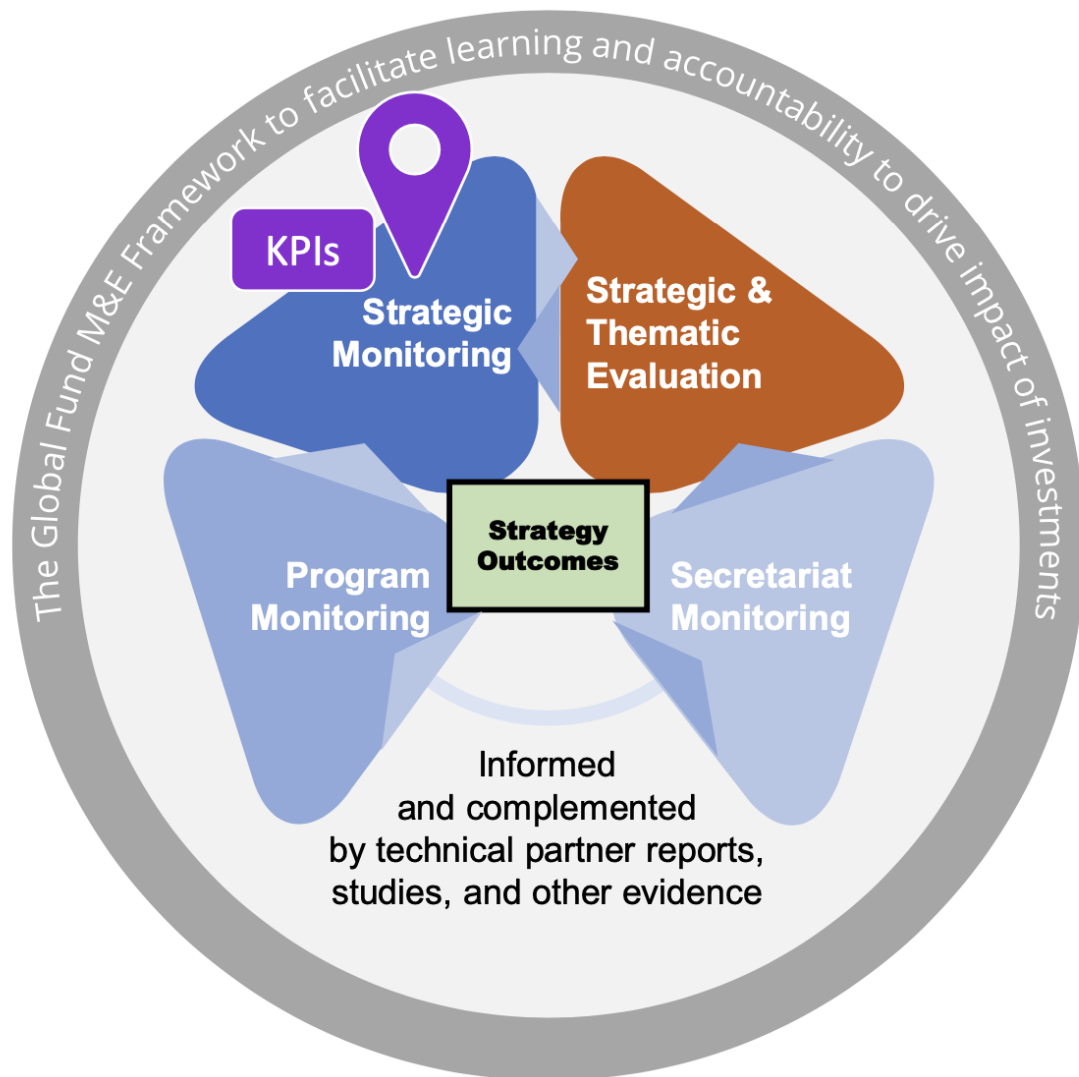 The Global Fund M&E Framework to facilitate learning and accountability to drive impact of investments
KPIs
Strategic
Monitoring
Strategic &
Thematic
Evaluation
Strategy
Outcomes
Program
Monitoring
Secretariat
Monitoring
Informed
and complemented
by technical partner reports,
studies, and other evidence